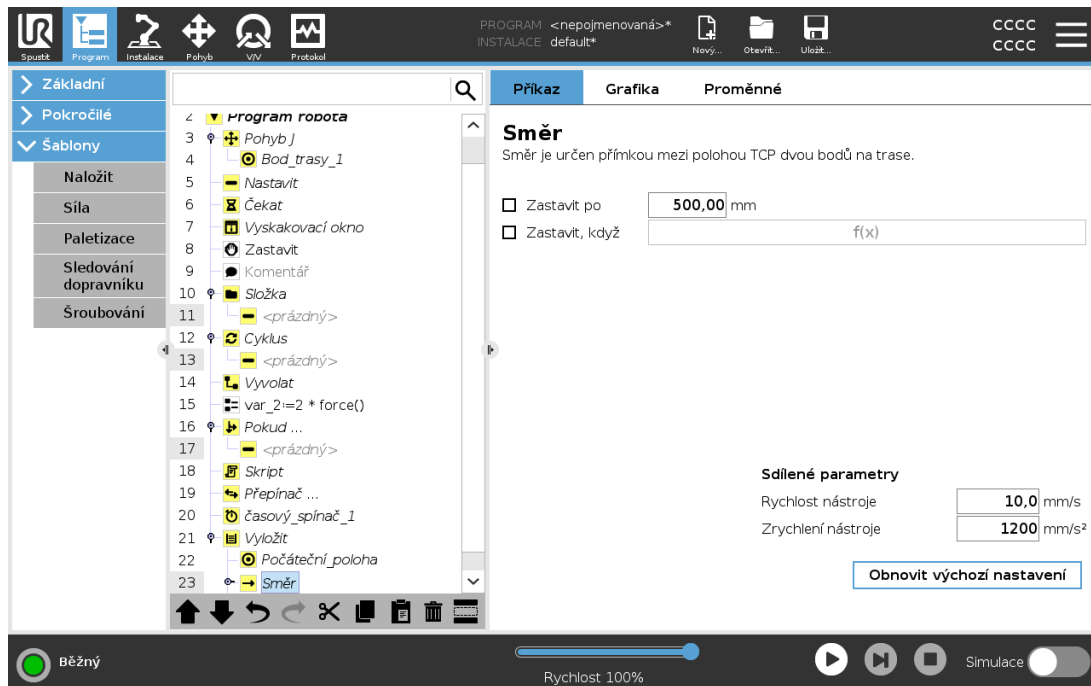 PROGRAM <nepojmenovaná>*
INSTALACE default*
CCCC
CCCC
Spustit
Program
Instalace
Pohyb
V/V
Protokol
Nový...
Otevřít...
Uložit...
Základní
Pokročilé
Šablony
Naložit
Síla
Paletizace
Sledování
dopravníku
Šroubování
2 Program robota
3 Pohyb J
4 Bod_trasy_1
5 Nastavit
6 Čekat
7 Vyskakovací okno
8 Zastavit
9 Komentář
10 Složka
11 <prázdný>
12 Cyklus
13 <prázdný>
14 Vyvolat
15 var_2:=2 * force()
16 Pokud ...
17 <prázdný>
18 Skript
19 Přepínač ...
20 časový_spínač_1
21 Vyložit
22 Počáteční_poloha
23 Směr
Příkaz
Grafika
Proměnné
Směr
Směr je určen přímkou mezi polohou TCP dvou bodů na trase.
Zastavit po 500,00 mm
Zastavit, když f(x)
Sdílené parametry
Rychlost nástroje 10,0 mm/s
Zrychlení nástroje 1200 mm/s²
Obnovit výchozí nastavení
Běžný
Rychlost 100%
Simulace